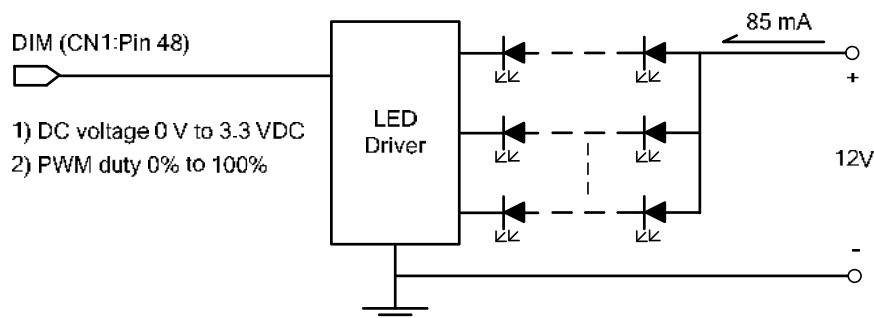 85 mA
DIM (CN1:Pin 48)
+
1) DC voltage 0 V to 3.3 VDC
2) PWM duty 0% to 100%
LED
Driver
12V
-